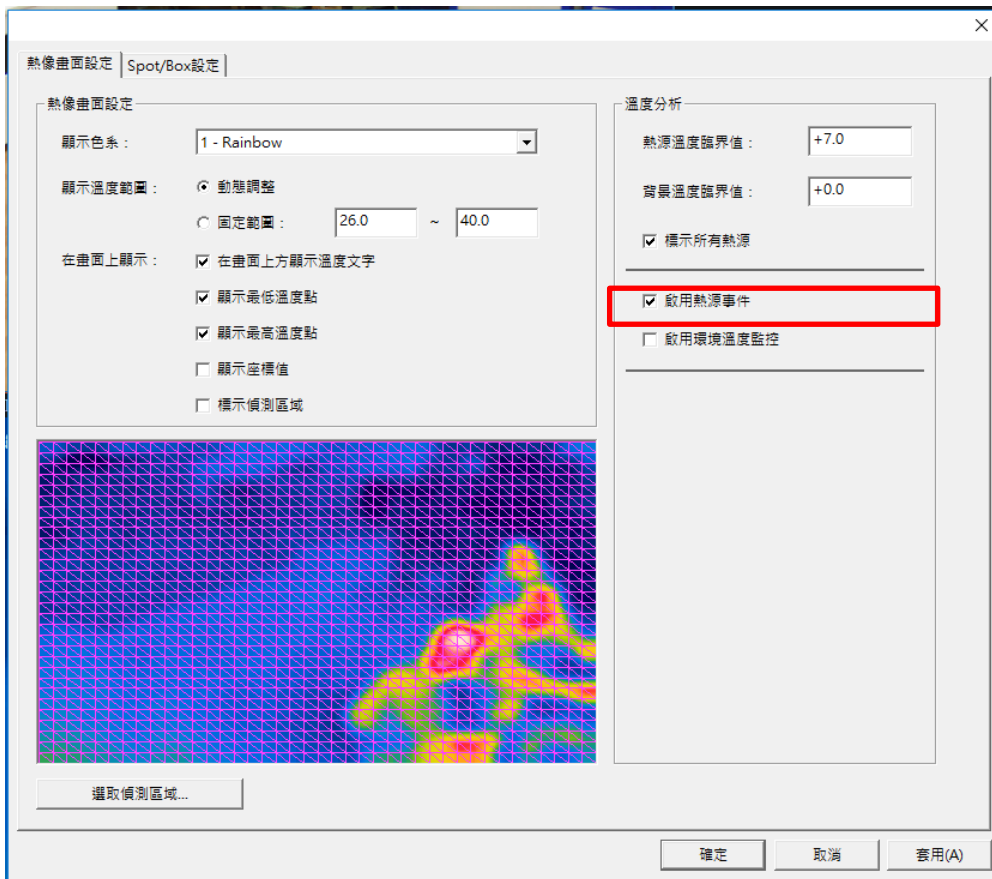 熱像畫面設定
Spot/Box設定
熱像畫面設定
顯示色系：
1 - Rainbow
顯示溫度範圍：
動態調整
固定範圍：
26.0
~
40.0
在畫面上顯示：
在畫面上方顯示溫度文字
顯示最低溫度點
顯示最高溫度點
顯示座標值
標示偵測區域
溫度分析
熱源溫度臨界值：
+7.0
背景溫度臨界值：
+0.0
標示所有熱源
啟用熱源事件
啟用環境溫度監控
選取偵測區域...
確定
取消
套用(A)